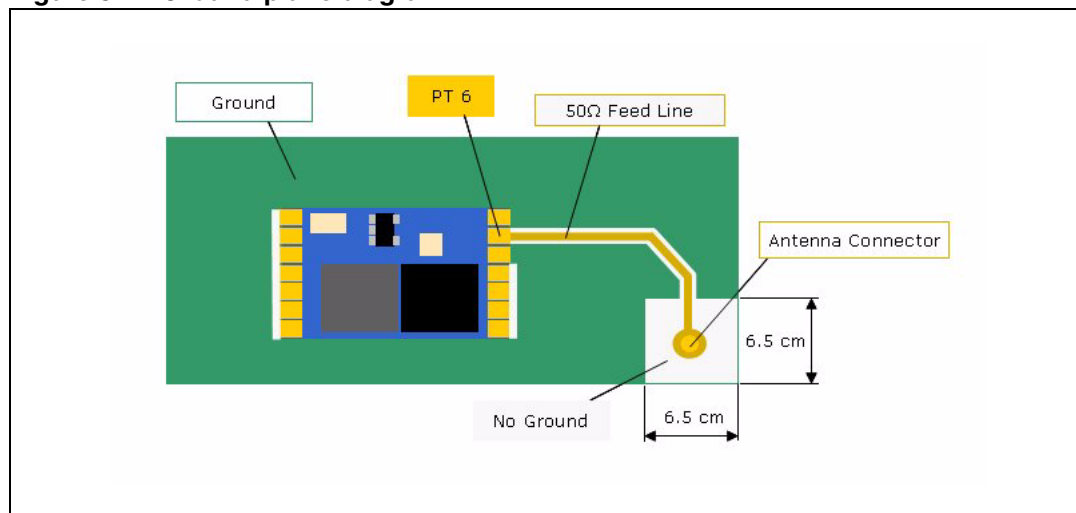 Ground
PT 6
50Ω Feed Line
Antenna Connector
6.5 cm
No Ground
6.5 cm